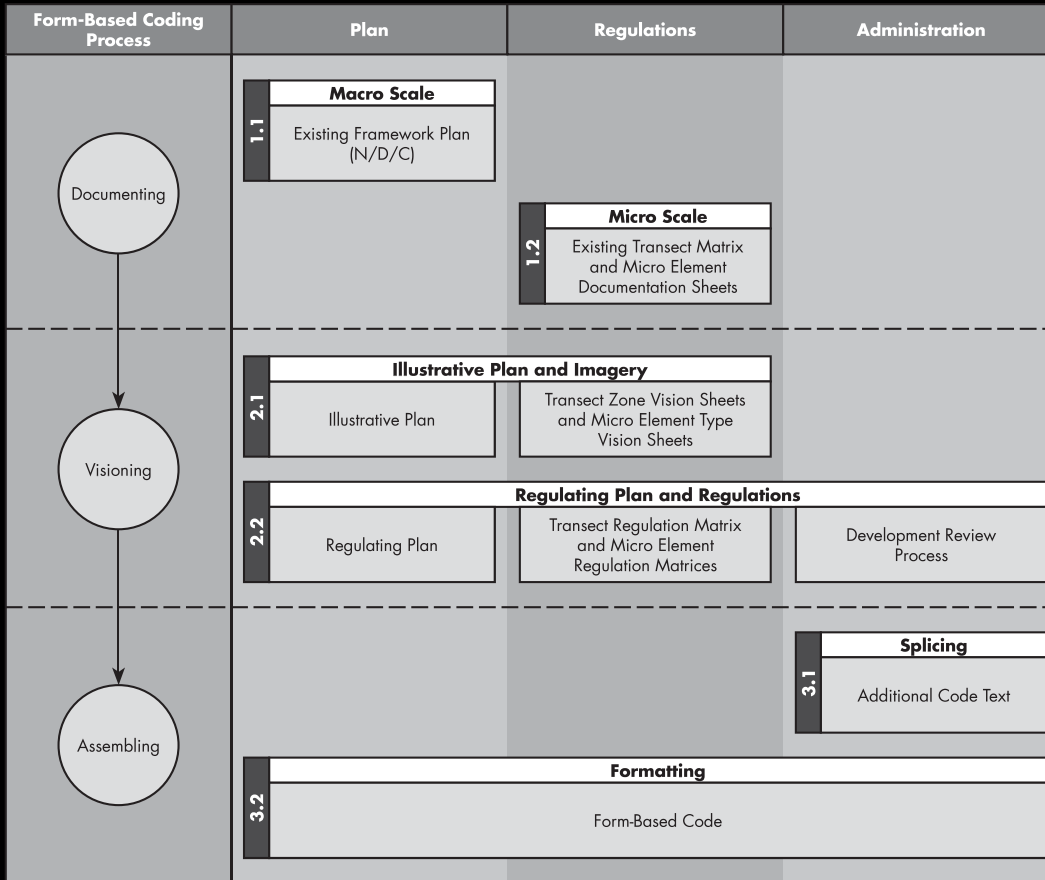 Form-Based Coding
Process
Plan
Regulations
Administration
Documenting
1.1
Macro Scale
Existing Framework Plan
(N/D/C)
1.2
Micro Scale
Existing Transect Matrix
and Micro Element
Documentation Sheets
Visioning
2.1
Illustrative Plan and Imagery
Illustrative Plan
Transect Zone Vision Sheets
and Micro Element Type
Vision Sheets
2.2
Regulating Plan and Regulations
Regulating Plan
Transect Regulation Matrix
and Micro Element
Regulation Matrices
Development Review
Process
Assembling
3.1
Splicing
Additional Code Text
3.2
Formatting
Form-Based Code